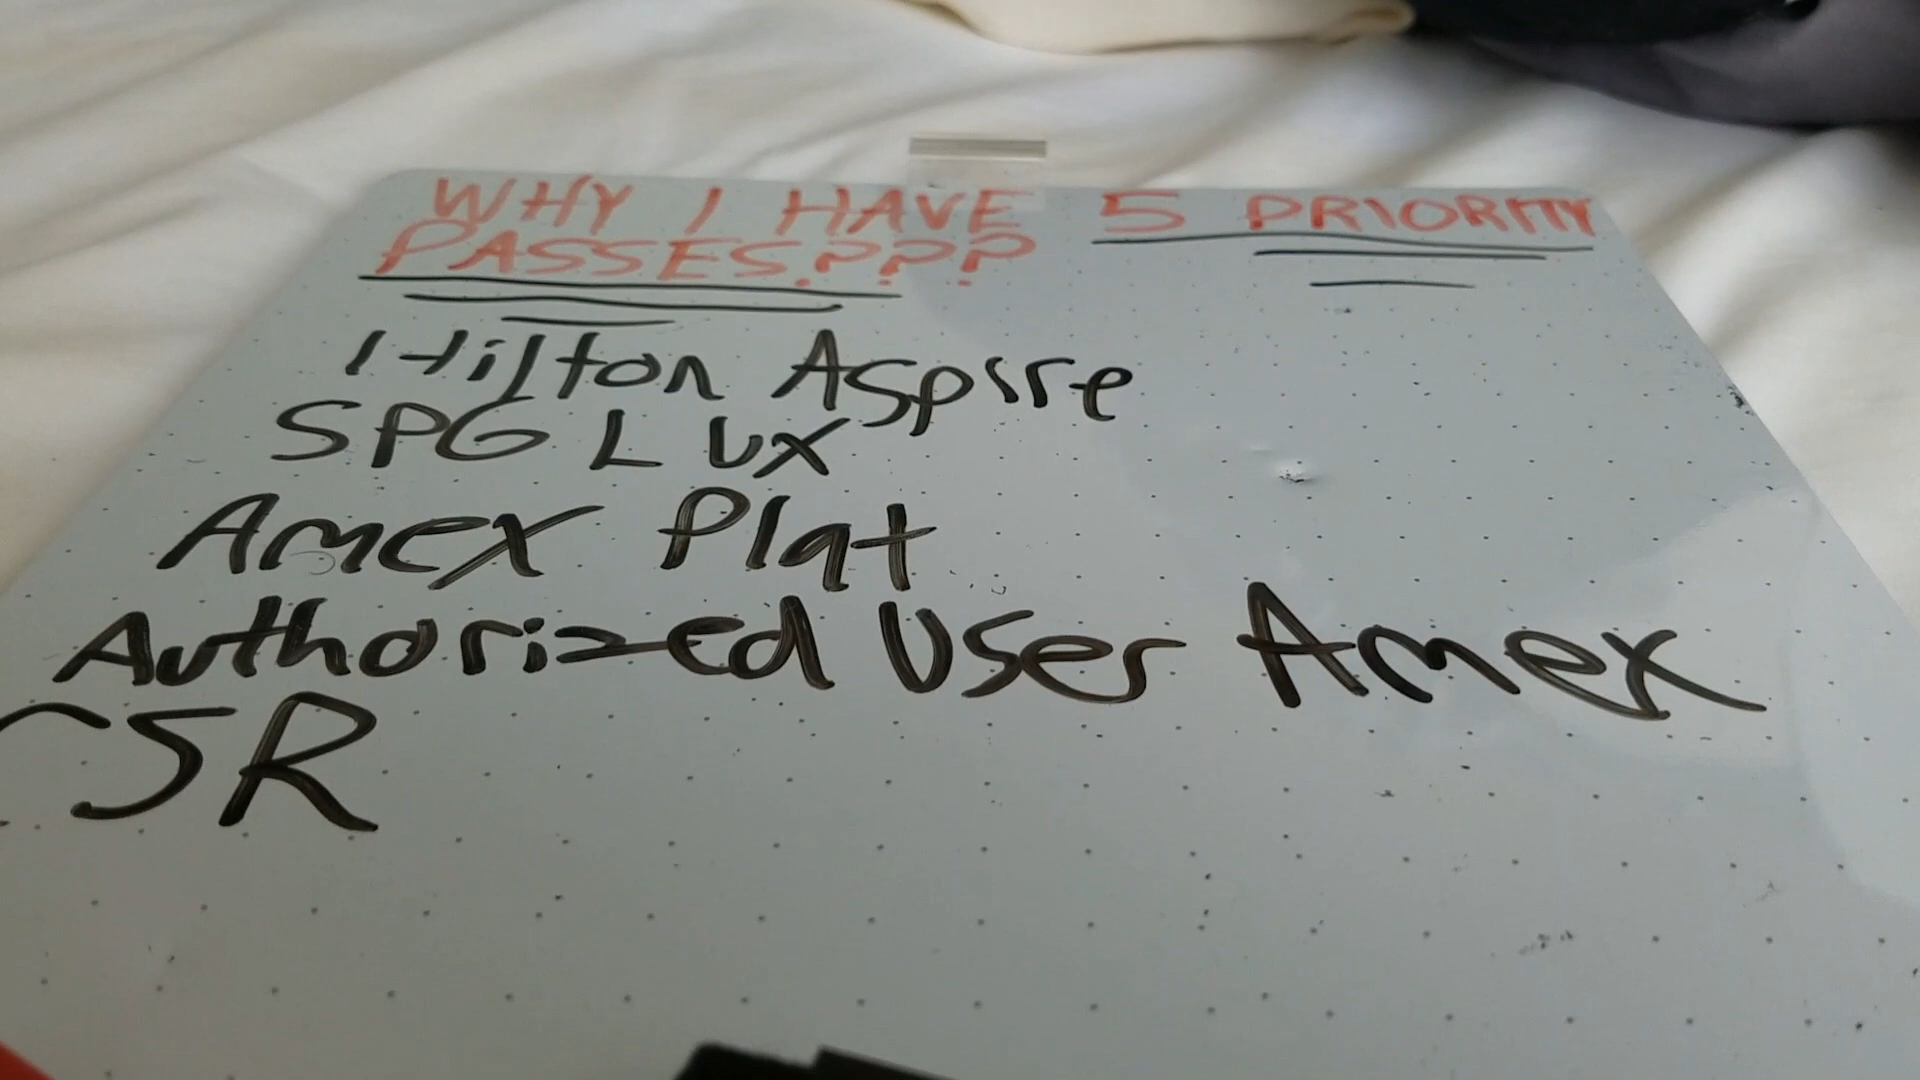 WHY I HAVE 5 PRIORITY
PASSES???
Hilton Aspire
SPG LUX
Amex Plat
Authorized User Amex
CSR